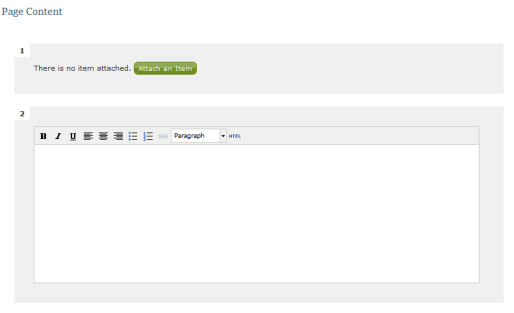 Page Content
1
There is no item attached. Attach an Item
2
B I U Paragraph HTML